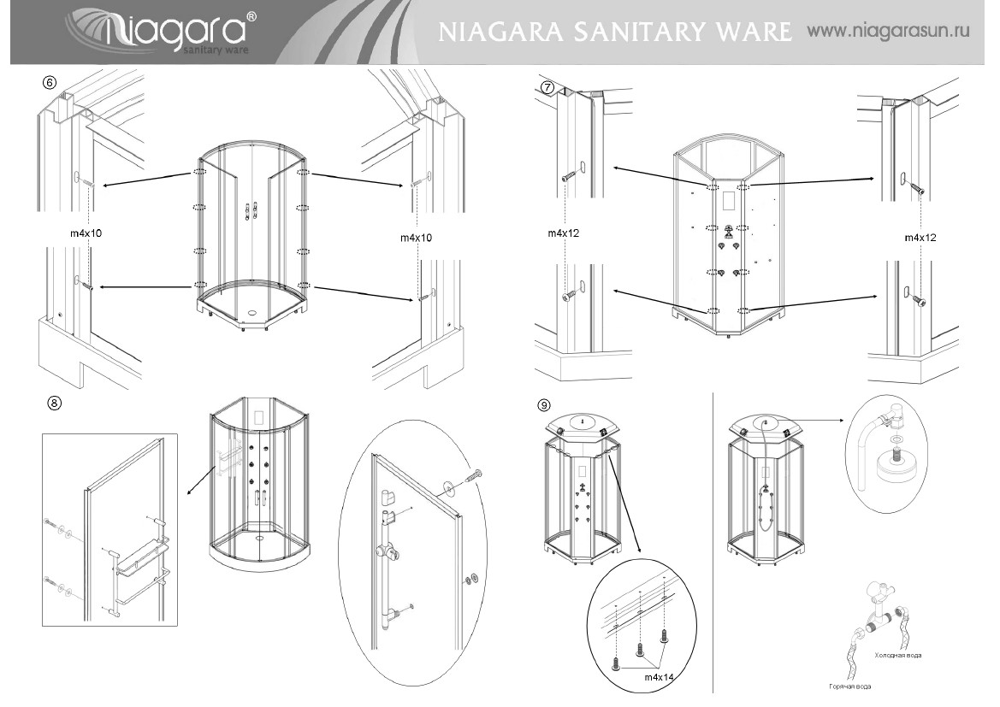 Niagara®
sanitary ware
NIAGARA SANITARY WARE
www.niagarasun.ru
6
m4x10
m4x10
7
m4x12
m4x12
8
9
m4x14
Холодная вода
Горячая вода